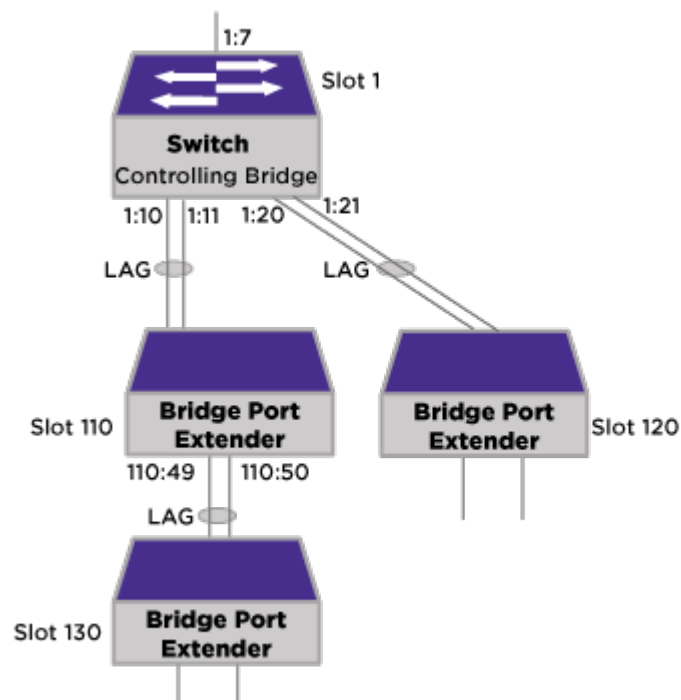 1:7
Slot 1
Switch
Controlling Bridge
1:10
1:11
1:20
1:21
LAG
LAG
Slot 110
Bridge Port
Extender
Bridge Port
Extender
Slot 120
110:49
110:50
LAG
Slot 130
Bridge Port
Extender